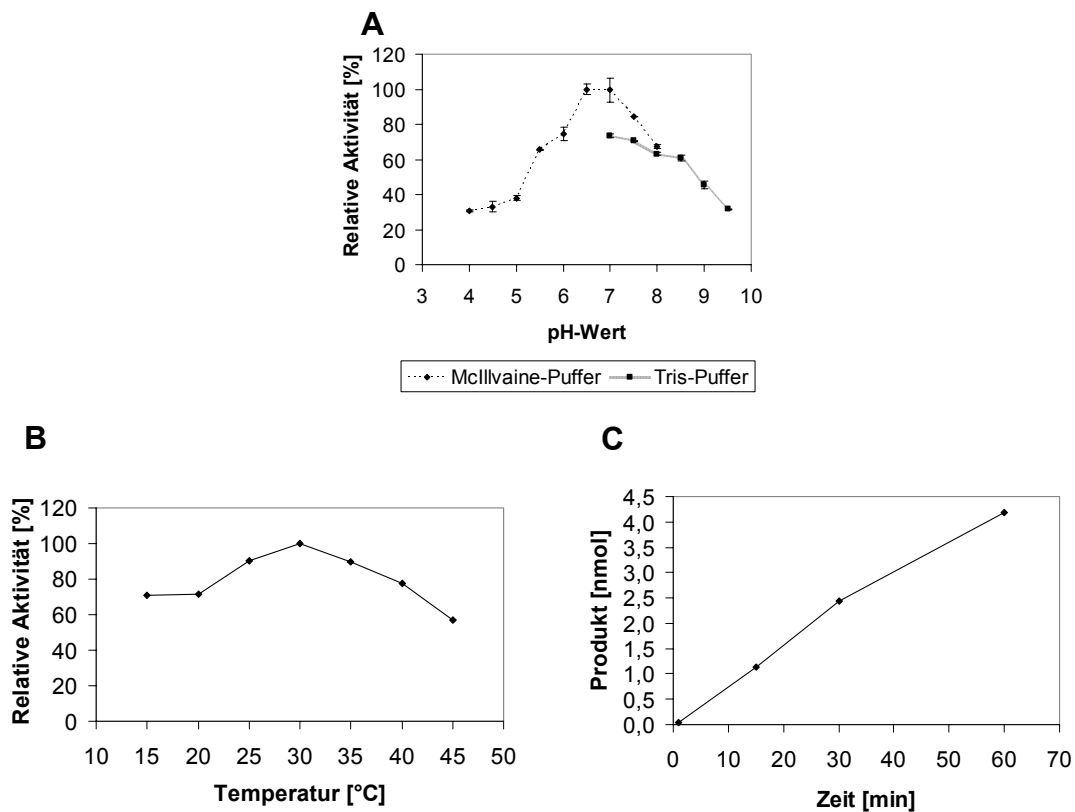 A
Relative Aktivität [%]
120
100
80
60
40
20
0
3 4 5 6 7 8 9 10
pH-Wert
McIllvaine-Puffer Tris-Puffer
B
Relative Aktivität [%]
120
100
80
60
40
20
0
10 15 20 25 30 35 40 45 50
Temperatur [°C]
C
Produkt [nmol]
4,5
4,0
3,5
3,0
2,5
2,0
1,5
1,0
0,5
0,0
0 10 20 30 40 50 60 70
Zeit [min]